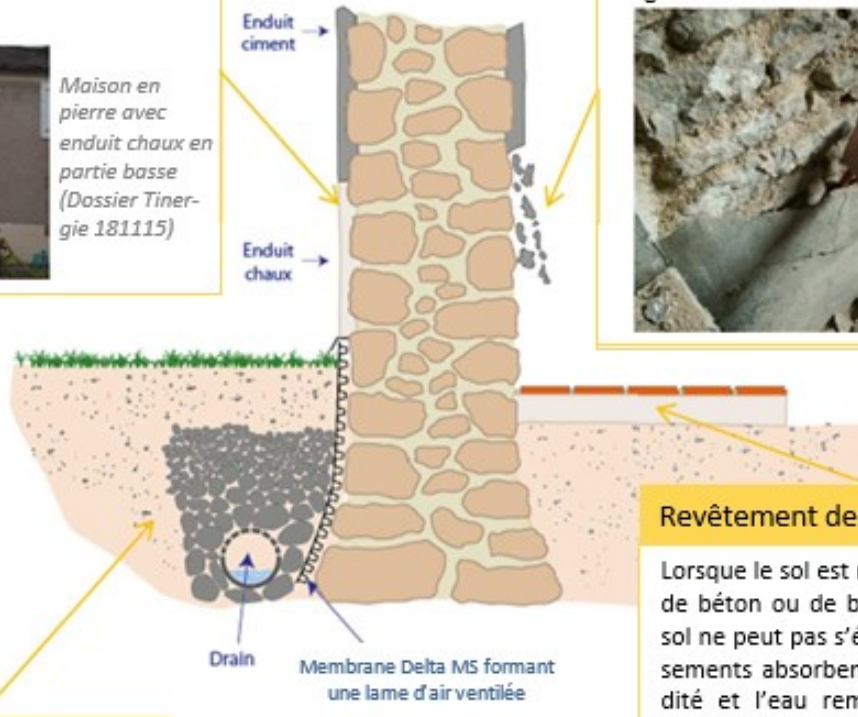 Enduit
ciment
Maison en
pierre avec
enduit chaux en
partie basse
(Dossier Tiner-
gie 181115)
Enduit
chaux
Drain
Membrane Delta MS formant
une lame d'air ventilée
Revêtement de
Lorsque le sol est
de béton ou de
sol ne peut pas
sements
dité et l'eau